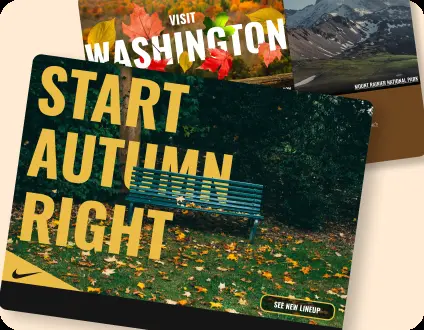 VISIT
WASHINGTON
MOUNT RAINIER NATIONAL PARK
START
AUTUMN
RIGHT
SEE NEW LINEUP